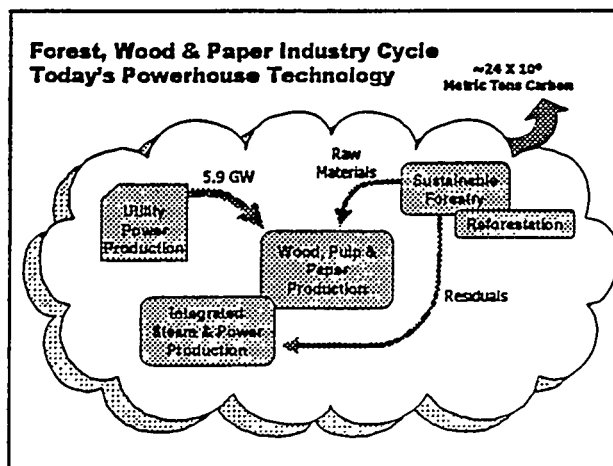 Forest, Wood & Paper Industry Cycle
Today's Powerhouse Technology
~24 X 10⁶
Metric Tons Carbon
5.9 GW
Raw
Materials
Sustainable
Forestry
Reforestation
Utility
Power
Production
Wood, Pulp &
Paper
Production
Integrated
Steam & Power
Production
Residuals